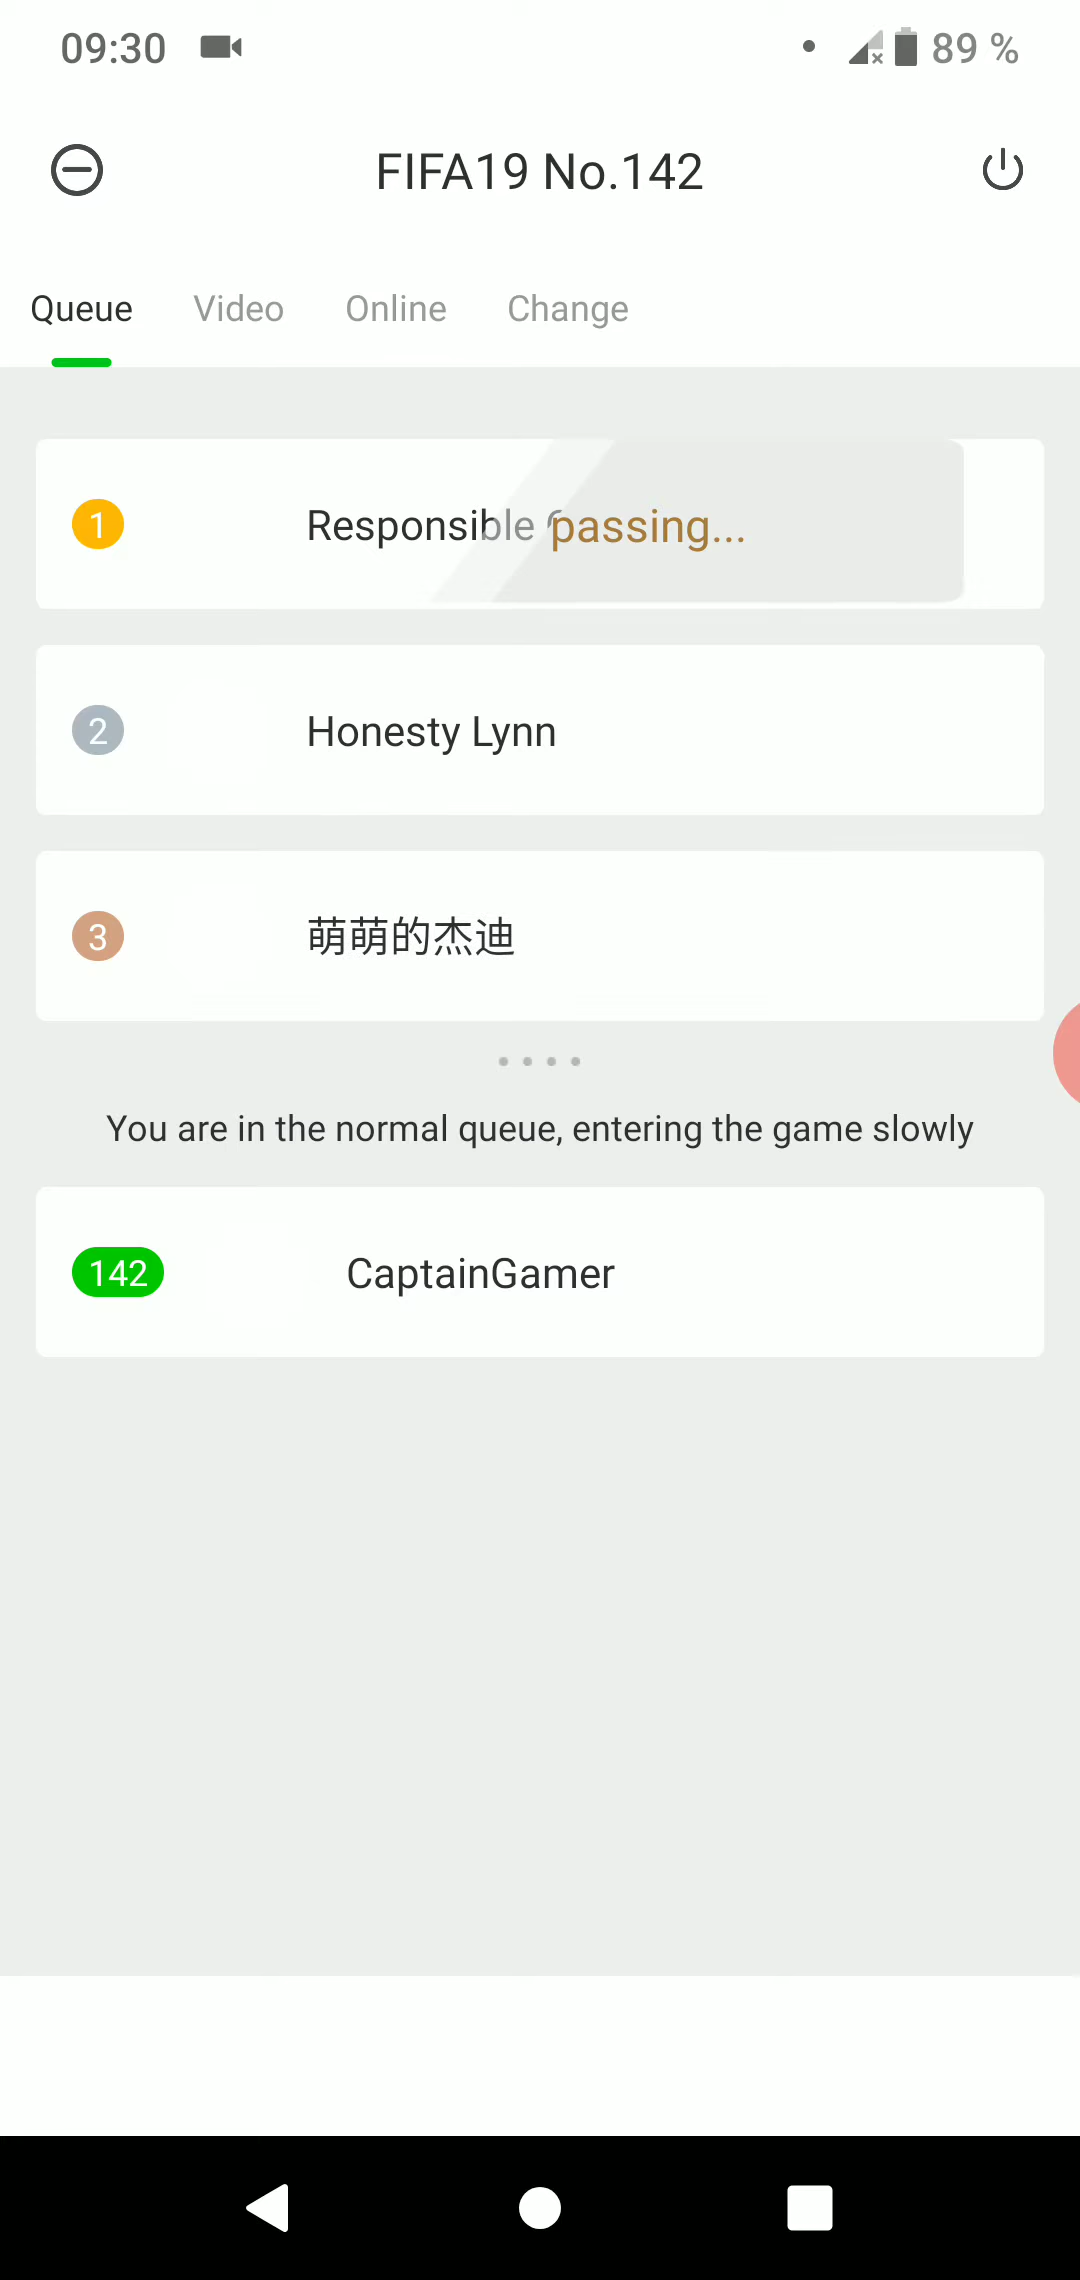 09:30
89 %
FIFA19 No.142
Queue Video Online Change
1 Responsible passing...
2 Honesty Lynn
3 萌萌的杰迪
You are in the normal queue, entering the game slowly
142 CaptainGamer